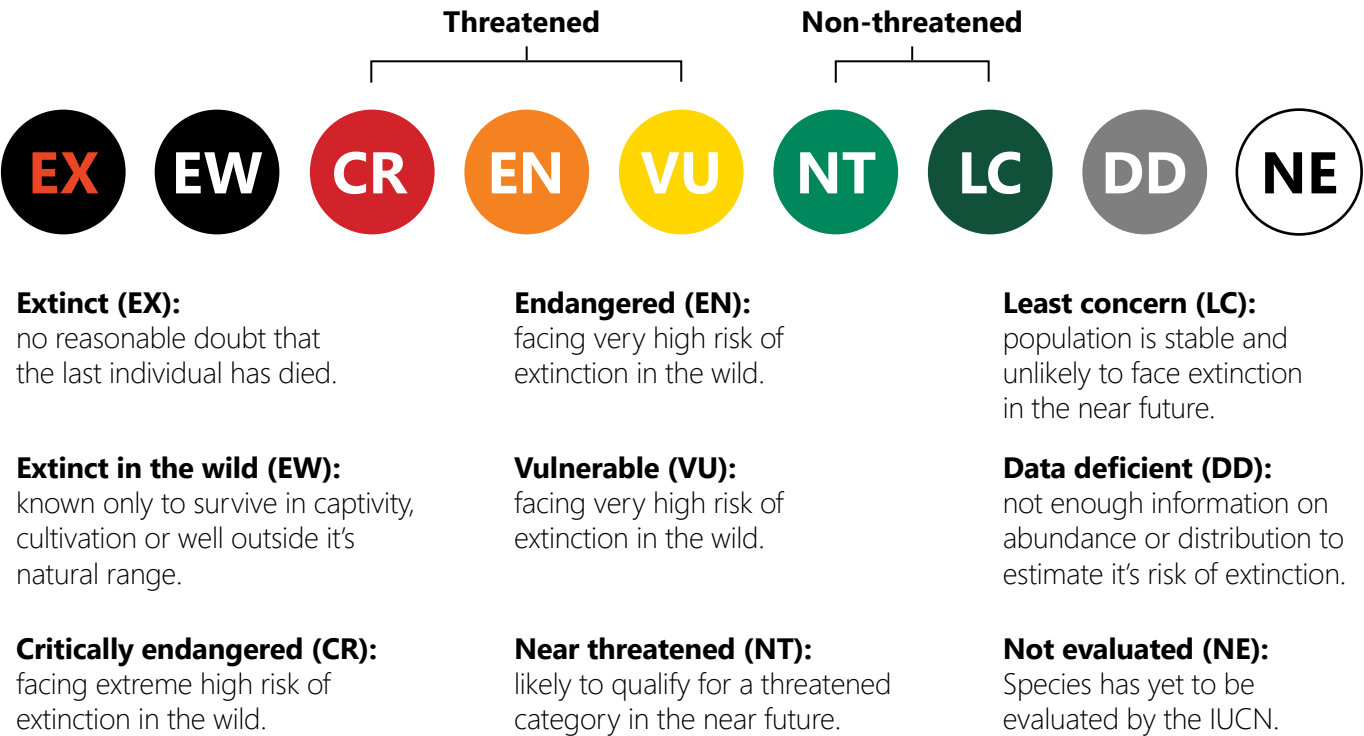 Threatened
Non-threatened
EX
EW
CR
EN
VU
NT
LC
DD
NE
Extinct (EX):
no reasonable doubt that
the last individual has died.
Extinct in the wild (EW):
known only to survive in captivity,
cultivation or well outside it's
natural range.
Critically endangered (CR):
facing extreme high risk of
extinction in the wild.
Endangered (EN):
facing very high risk of
extinction in the wild.
Vulnerable (VU):
facing very high risk of
extinction in the wild.
Near threatened (NT):
likely to qualify for a threatened
category in the near future.
Least concern (LC):
population is stable and
unlikely to face extinction
in the near future.
Data deficient (DD):
not enough information on
abundance or distribution to
estimate it's risk of extinction.
Not evaluated (NE):
Species has yet to be
evaluated by the IUCN.